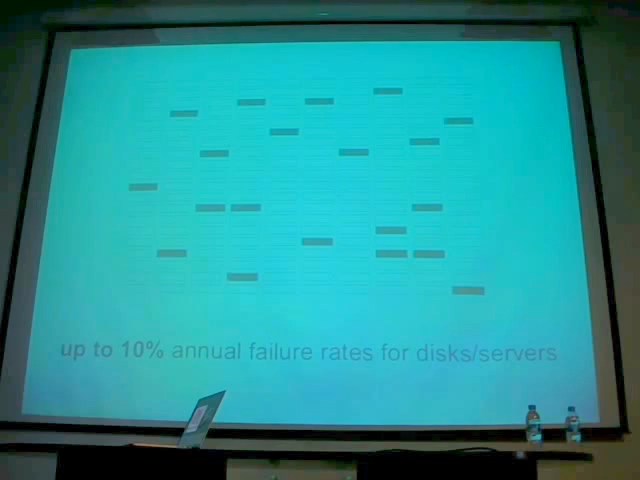 up to 10% annual failure rates for disks/servers